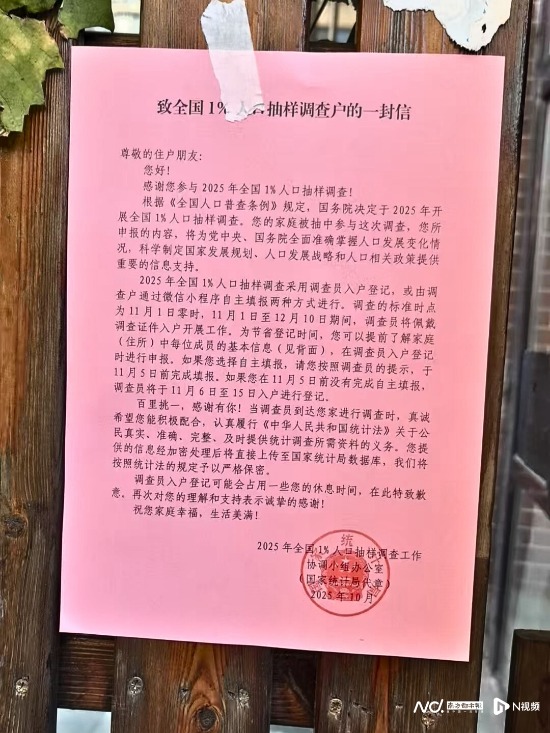 致全国1%人口抽样调查户的一封信
尊敬的住户朋友：
您好！
感谢您参与2025年全国1%人口抽样调查！
根据《全国人口普查条例》规定，国务院决定于2025年开
展全国1%人口抽样调查。您的家庭被抽中参与这次调查，您所
申报的内容，将为党中央、国务院全面准确掌握人口发展变化情
况，科学制定国家发展规划、人口发展战略和人口相关政策提供
重要的信息支持。
2025年全国1%人口抽样调查采用调查员入户登记，或由调
查户通过微信小程序自主填报两种方式进行。调查的标准时点
为11月1日零时，11月1日至12月10日期间，调查员将佩戴
调查证件入户开展工作。为节省登记时间，您可以提前了解家庭
（住所）中每位成员的基本信息（见背面），在调查员入户登记
时进行申报。如果您选择自主填报，请您按照调查员的提示，于
11月5日前完成填报。如果您在11月5日前没有完成自主填报，
调查员将于11月6日至15日入户进行登记。
百里挑一，感谢有你！当调查员到达您家进行调查时，真诚
希望您能积极配合，认真履行《中华人民共和国统计法》关于公
民真实、准确、完整、及时提供统计调查所需资料的义务。您提
供的信息经加密处理后将直接上传至国家统计局数据库，我们将
按照统计法的规定予以严格保密。
调查员入户登记可能会占用一些您的休息时间，在此特致歉
意。再次对您的理解和支持表示诚挚的感谢！
祝您家庭幸福，生活美满！
2025年全国1%人口抽样调查工作
协调小组办公室
（国家统计局代章）
2025年10月
N视频